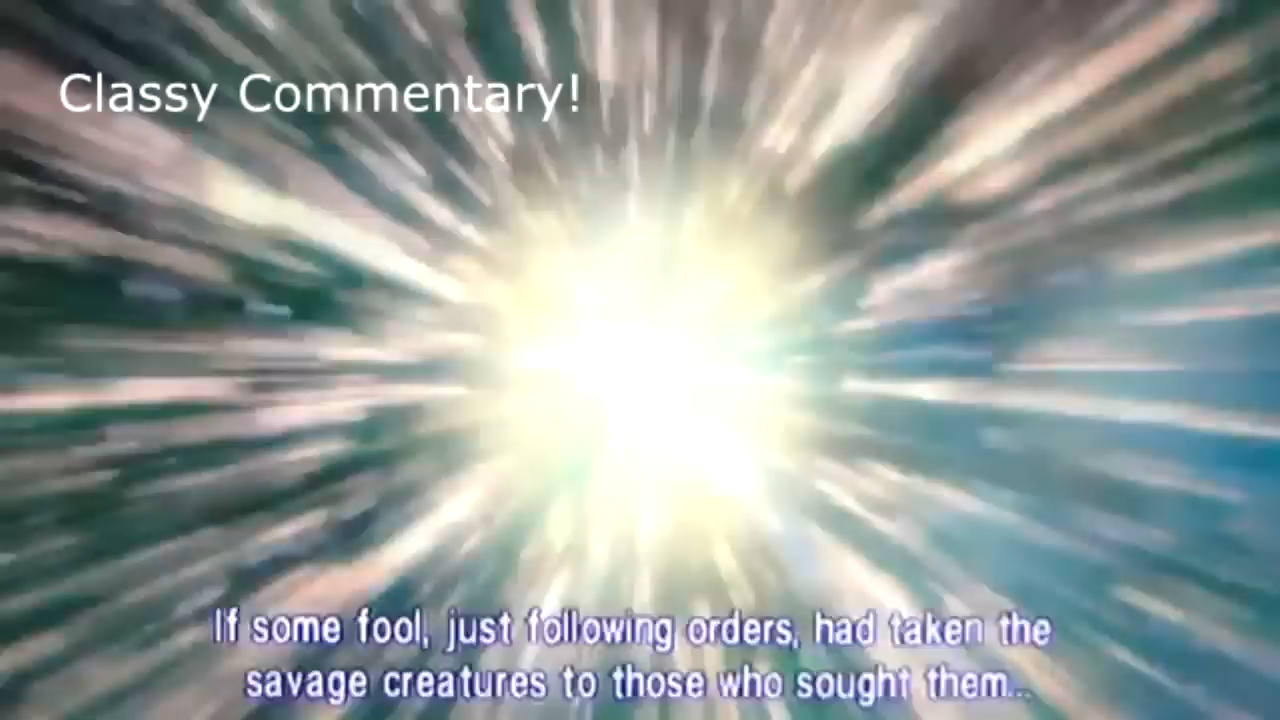 Classy Commentary!
If some fool, just following orders, had taken the
savage creatures to those who sought them...